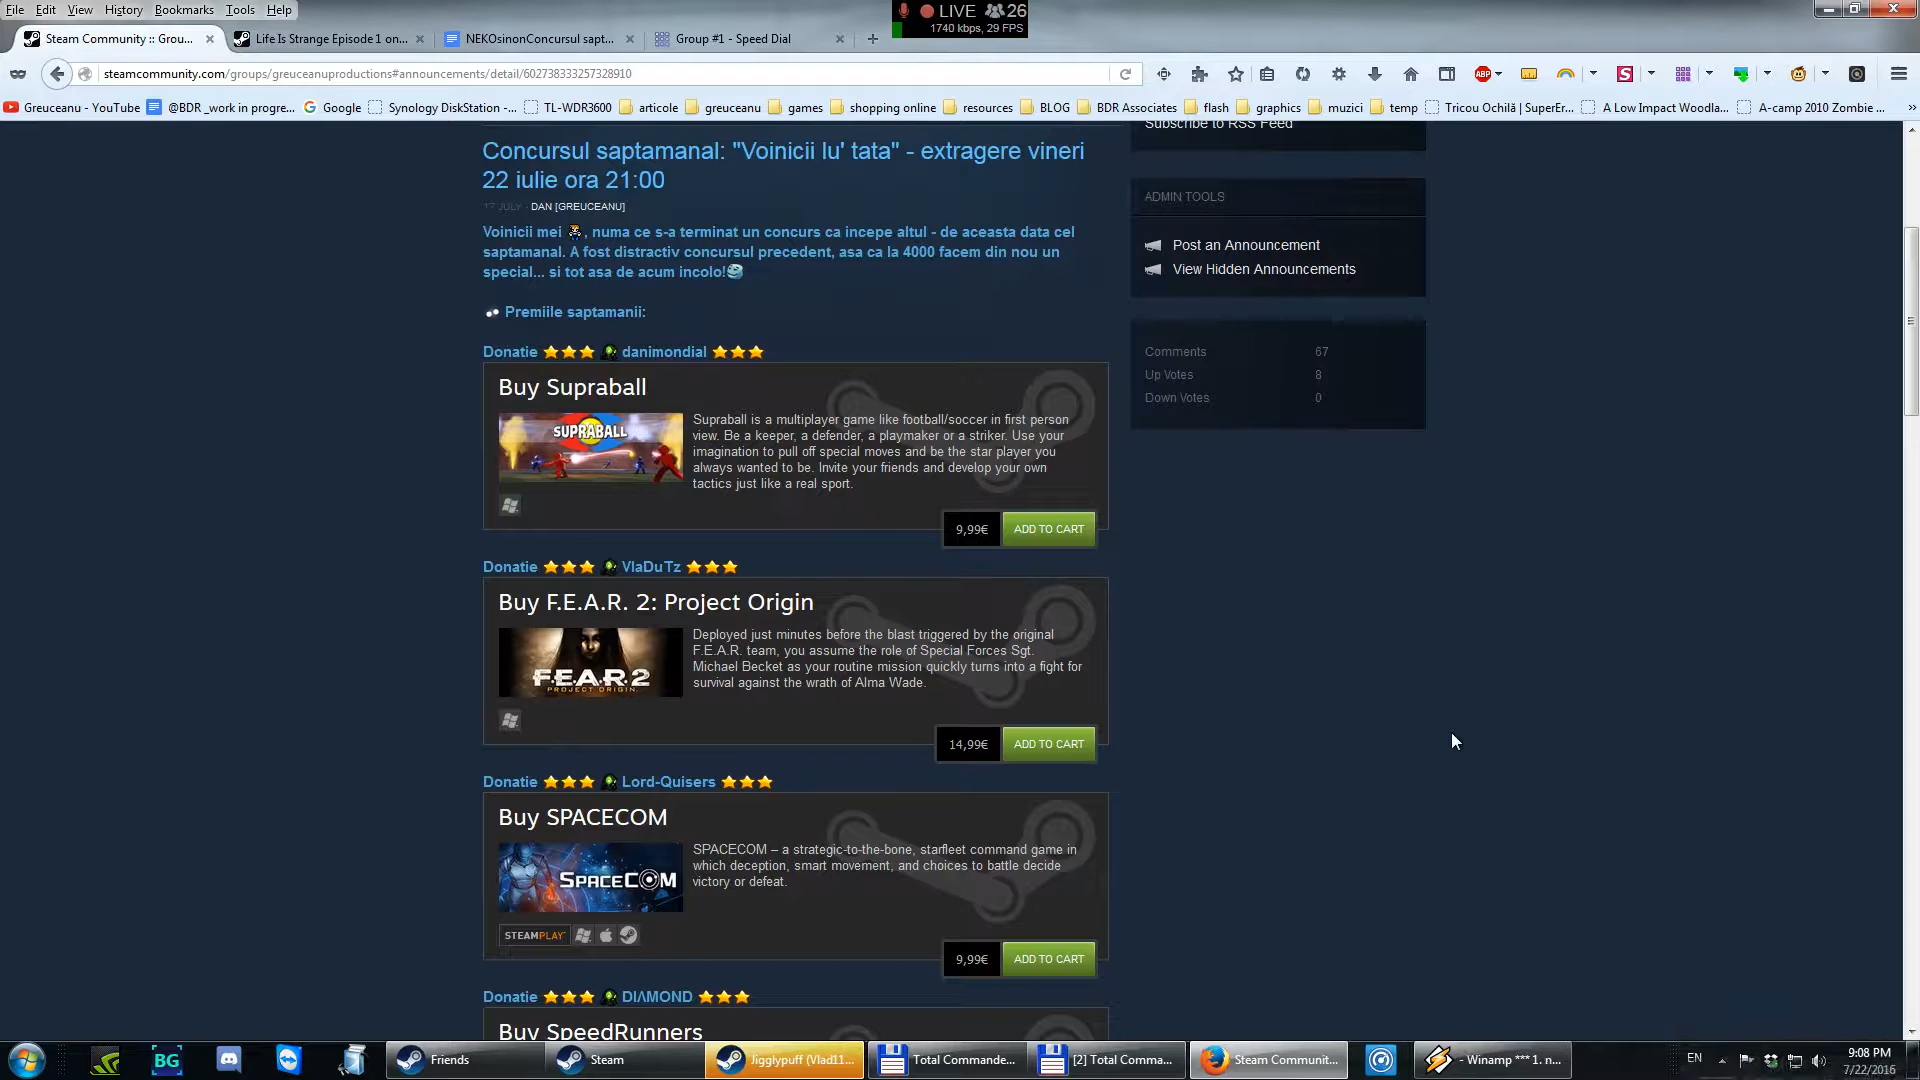 File Edit View History Bookmarks Tools Help
LIVE 26
1740 kbps, 29 FPS
Steam Community :: Grou...
Life Is Strange Episode 1 on...
NEKOsinonConcursul sapt...
Group #1 - Speed Dial
steamcommunity.com/groups/greuceanuproductions#announcements/detail/602738333257328910
ABP
Greuceanu - YouTube @BDR _work in progre... Google Synology DiskStation -... TL-WDR3600 articole greuceanu games shopping online resources BLOG BDR Associates flash graphics muzici temp Tricou Ochilă | SuperEr... A Low Impact Woodla... A-camp 2010 Zombie ...
Subscribe to RSS Feed
Concursul saptamanal: "Voinicii lu' tata" - extragere vineri
22 iulie ora 21:00
17 JULY - DAN [GREUCEANU]
Voinicii mei , numa ce s-a terminat un concurs ca incepe altul - de aceasta data cel
saptamanal. A fost distractiv concursul precedent, asa ca la 4000 facem din nou un
special... si tot asa de acum incolo!
Premiile saptamanii:
Donatie danimondial
Buy Supraball
SUPRABALL
Supraball is a multiplayer game like football/soccer in first person
view. Be a keeper, a defender, a playmaker or a striker. Use your
imagination to pull off special moves and be the star player you
always wanted to be. Invite your friends and develop your own
tactics just like a real sport.
9,99€ ADD TO CART
Donatie VlaDuTz
Buy F.E.A.R. 2: Project Origin
F.E.A.R.2
PROJECT ORIGIN
Deployed just minutes before the blast triggered by the original
F.E.A.R. team, you assume the role of Special Forces Sgt.
Michael Becket as your routine mission quickly turns into a fight for
survival against the wrath of Alma Wade.
14,99€ ADD TO CART
Donatie Lord-Quisers
Buy SPACECOM
SPACECOM
SPACECOM – a strategic-to-the-bone, starfleet command game in
which deception, smart movement, and choices to battle decide
victory or defeat.
STEAMPLAY
9,99€ ADD TO CART
Donatie DIΛMOND
Buy SpeedRunners
ADMIN TOOLS
Post an Announcement
View Hidden Announcements
Comments 67
Up Votes 8
Down Votes 0
BG
Friends
Steam
Jigglypuff (Vlad11...
Total Commande...
[2] Total Comma...
Steam Communit...
- Winamp *** 1. n...
EN
9:08 PM
7/22/2016